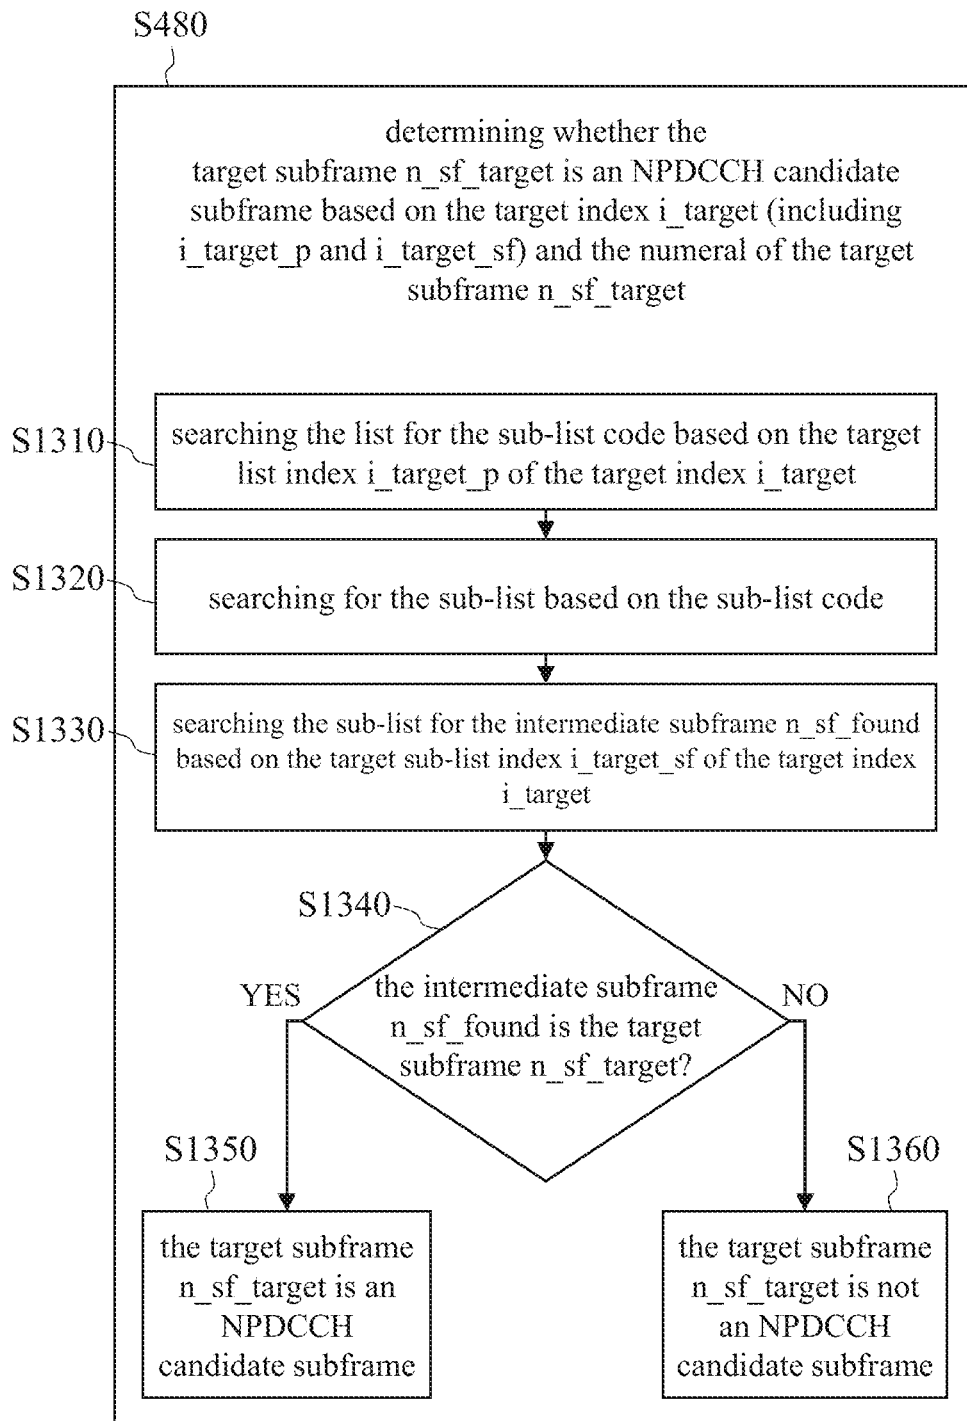 S480
determining whether the
target subframe n_sf_target is an NPDCCH candidate
subframe based on the target index i_target (including
i_target_p and i_target_sf) and the numeral of the target
subframe n_sf_target
S1310
searching the list for the sub-list code based on the target
list index i_target_p of the target index i_target
S1320
searching for the sub-list based on the sub-list code
S1330
searching the sub-list for the intermediate subframe n_sf_found
based on the target sub-list index i_target_sf of the target index
i_target
S1340
YES
the intermediate subframe
n_sf_found is the target
subframe n_sf_target?
NO
S1350
the target subframe
n_sf_target is an
NPDCCH
candidate subframe
S1360
the target subframe
n_sf_target is not
an NPDCCH
candidate subframe